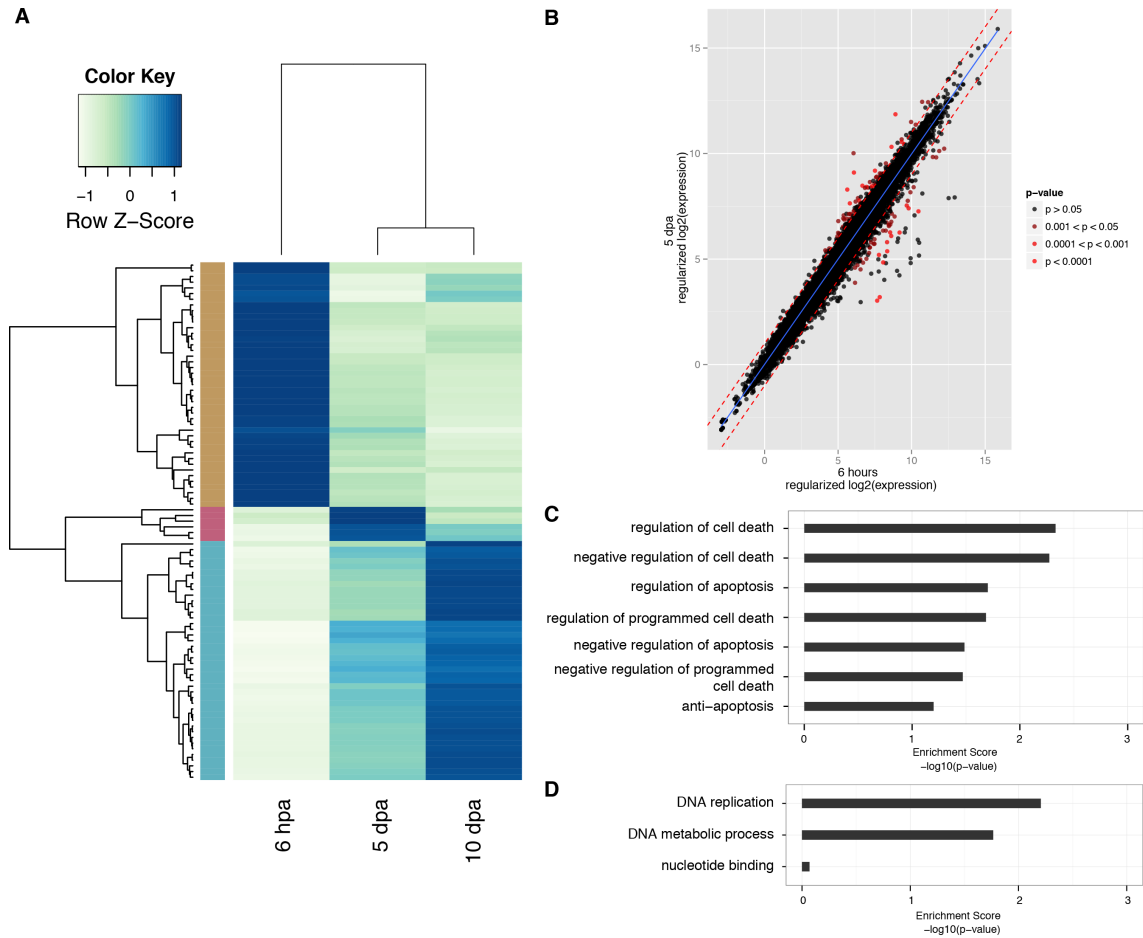 A
Color Key
−1 0 1
Row Z−Score
6 hpa
5 dpa
10 dpa
B
15
10
5
0
5 dpa
regularized log2(expression)
0 5 10 15
6 hours
regularized log2(expression)
p−value
p > 0.05
0.001 < p < 0.05
0.0001 < p < 0.001
p < 0.0001
C
regulation of cell death
negative regulation of cell death
regulation of apoptosis
regulation of programmed cell death
negative regulation of apoptosis
negative regulation of programmed
cell death
anti−apoptosis
0 1 2 3
Enrichment Score
−log10(p−value)
D
DNA replication
DNA metabolic process
nucleotide binding
0 1 2 3
Enrichment Score
−log10(p−value)